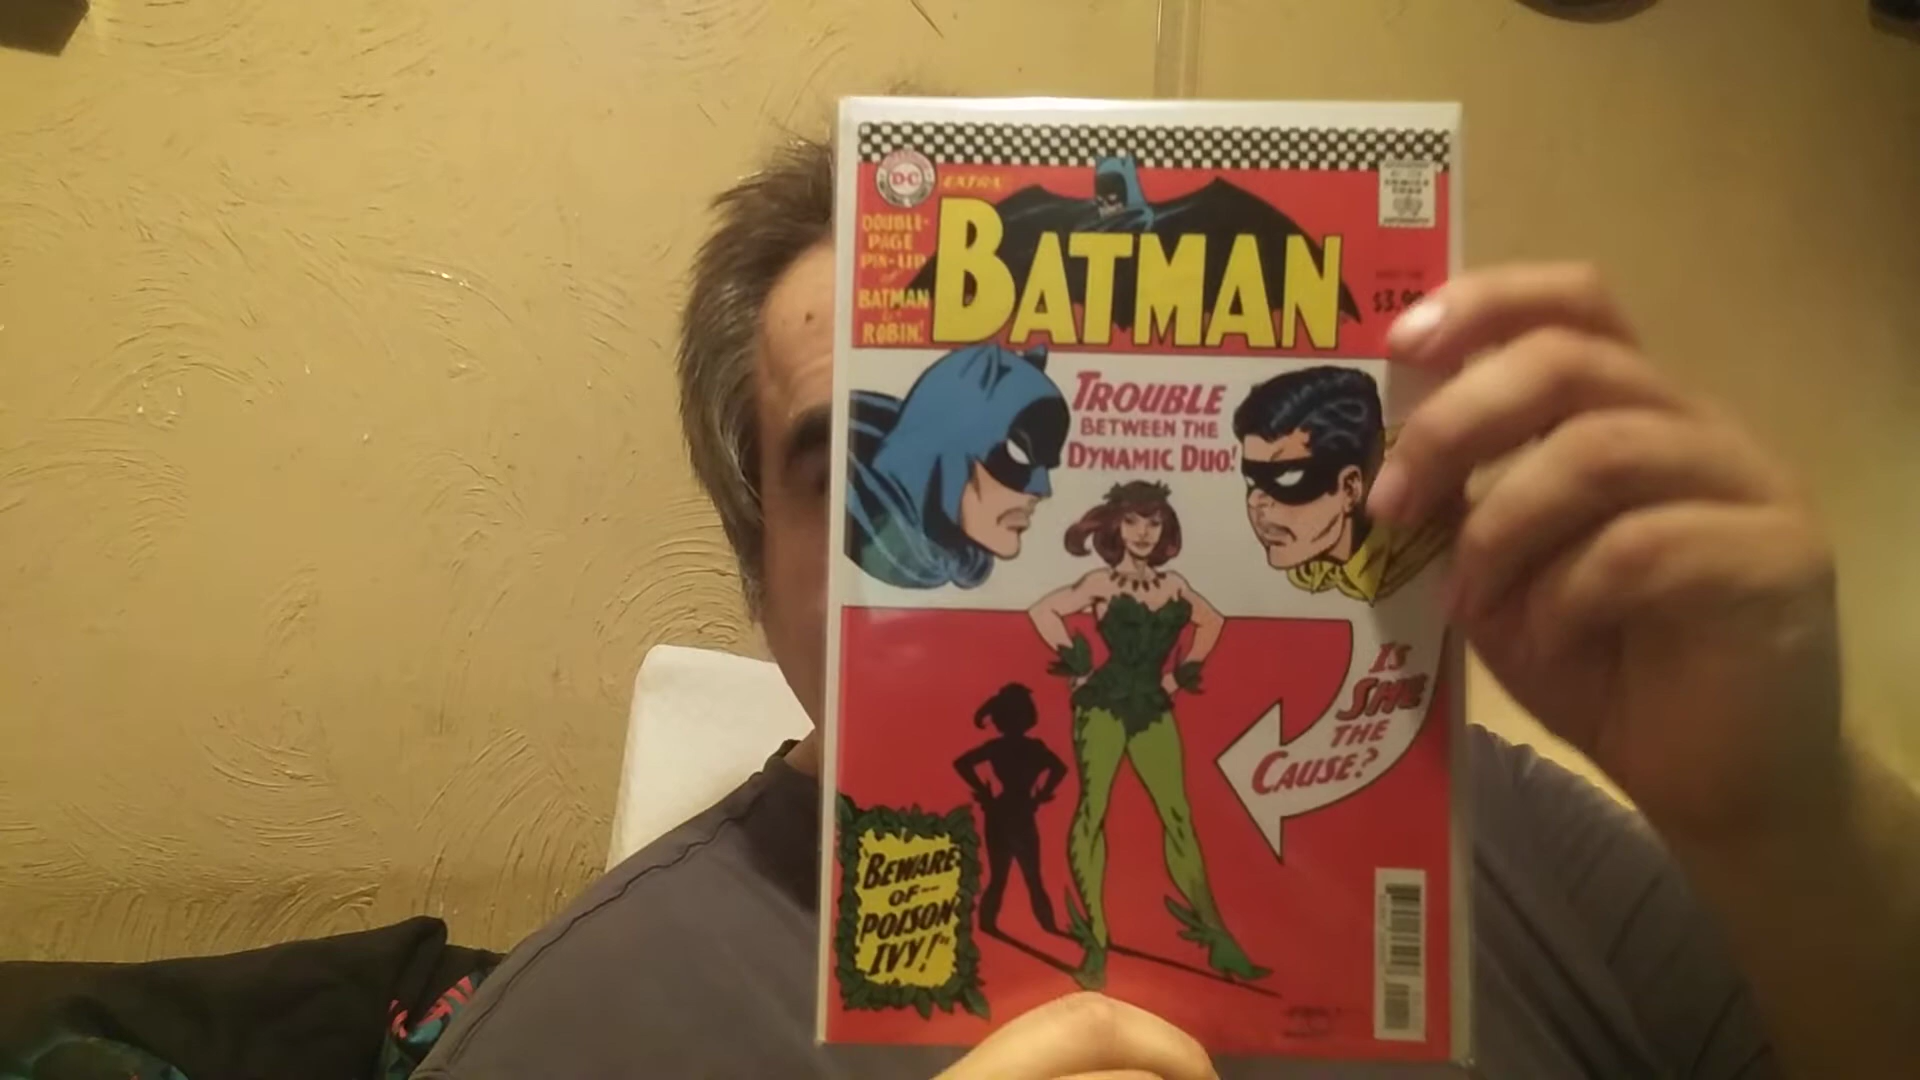 DC
EXTRA!
DOUBLE-
PAGE
PIN-UP
of
BATMAN
&
ROBIN!
BATMAN
TROUBLE
BETWEEN THE
DYNAMIC DUO!
IS
SHE
THE
CAUSE?
"BEWARE
OF--
POISON
IVY!"